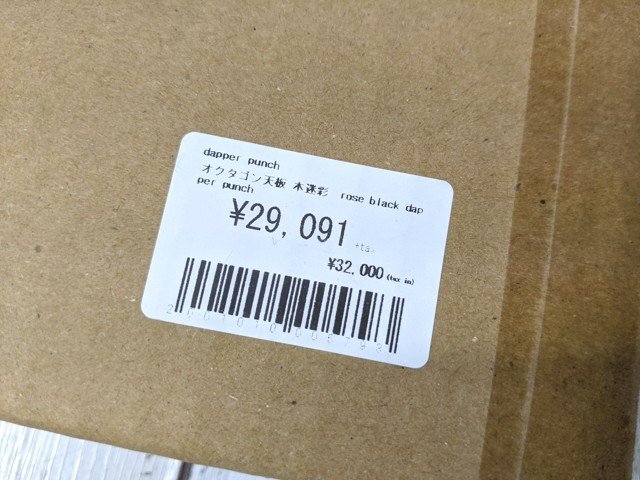 dapper punch
オクタゴン天板 木迷彩 rose black dap
per punch
¥29,091 +tax
¥32,000 (tax in)